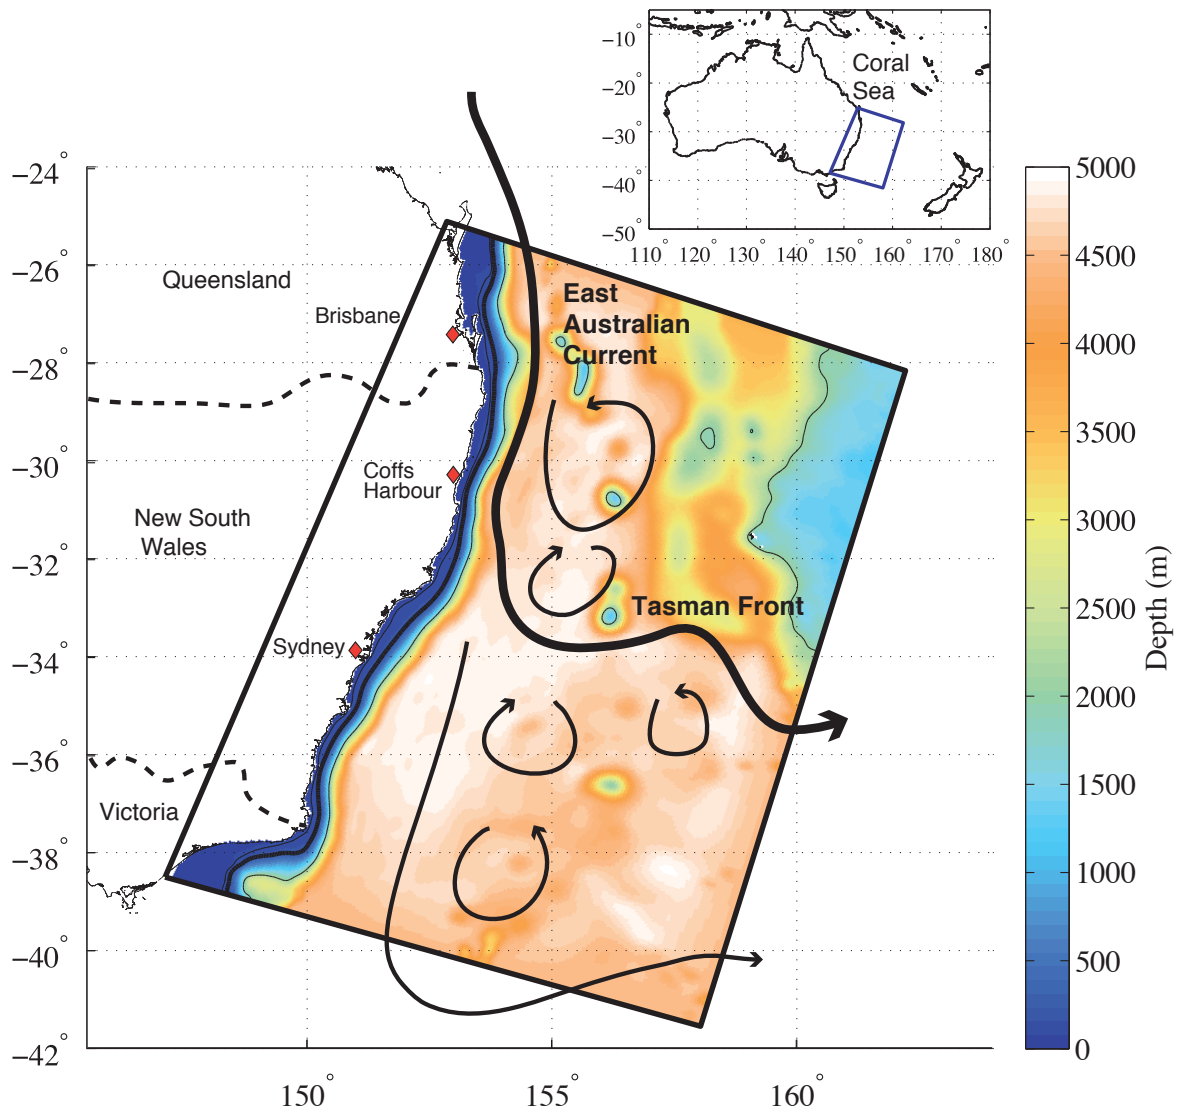 Coral
Sea
−10°
−20°
−30°
−40°
−50
110° 120° 130° 140° 150° 160° 170° 180°
−24°
−26°
−28°
−30°
−32°
−34°
−36°
−38°
−40°
−42°
150° 155° 160°
Queensland
Brisbane
East
Australian
Current
Coffs
Harbour
New South
Wales
Tasman Front
Sydney
Victoria
5000
4500
4000
3500
3000
2500
2000
1500
1000
500
0
Depth (m)